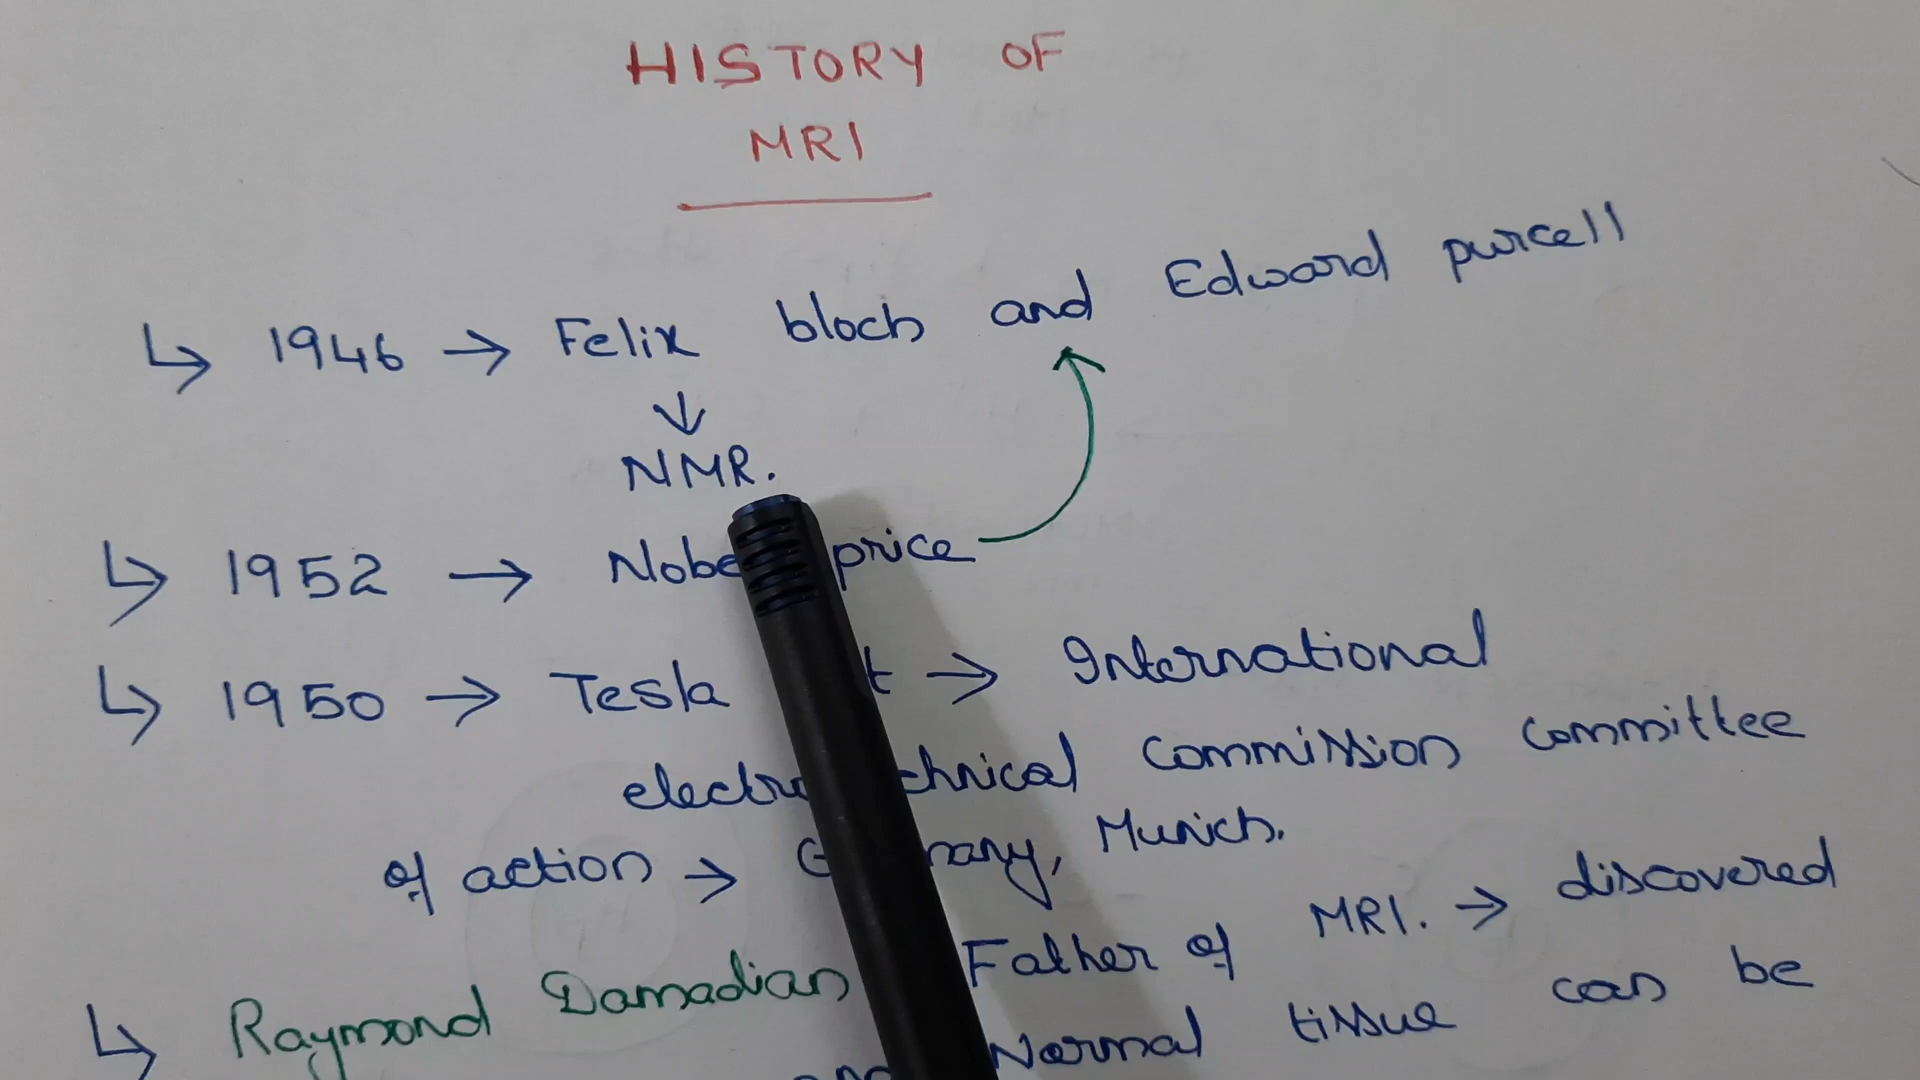 HISTORY OF
MRI
↳ 1946 → Felix bloch and Edward purcell
↓
NMR.
↳ 1952 → price
↳ 1950 → Tesla → International
commission committee
of action → Munich.
↳ Raymond Damadian Father of MRI. → discovered
Normal tissue can be